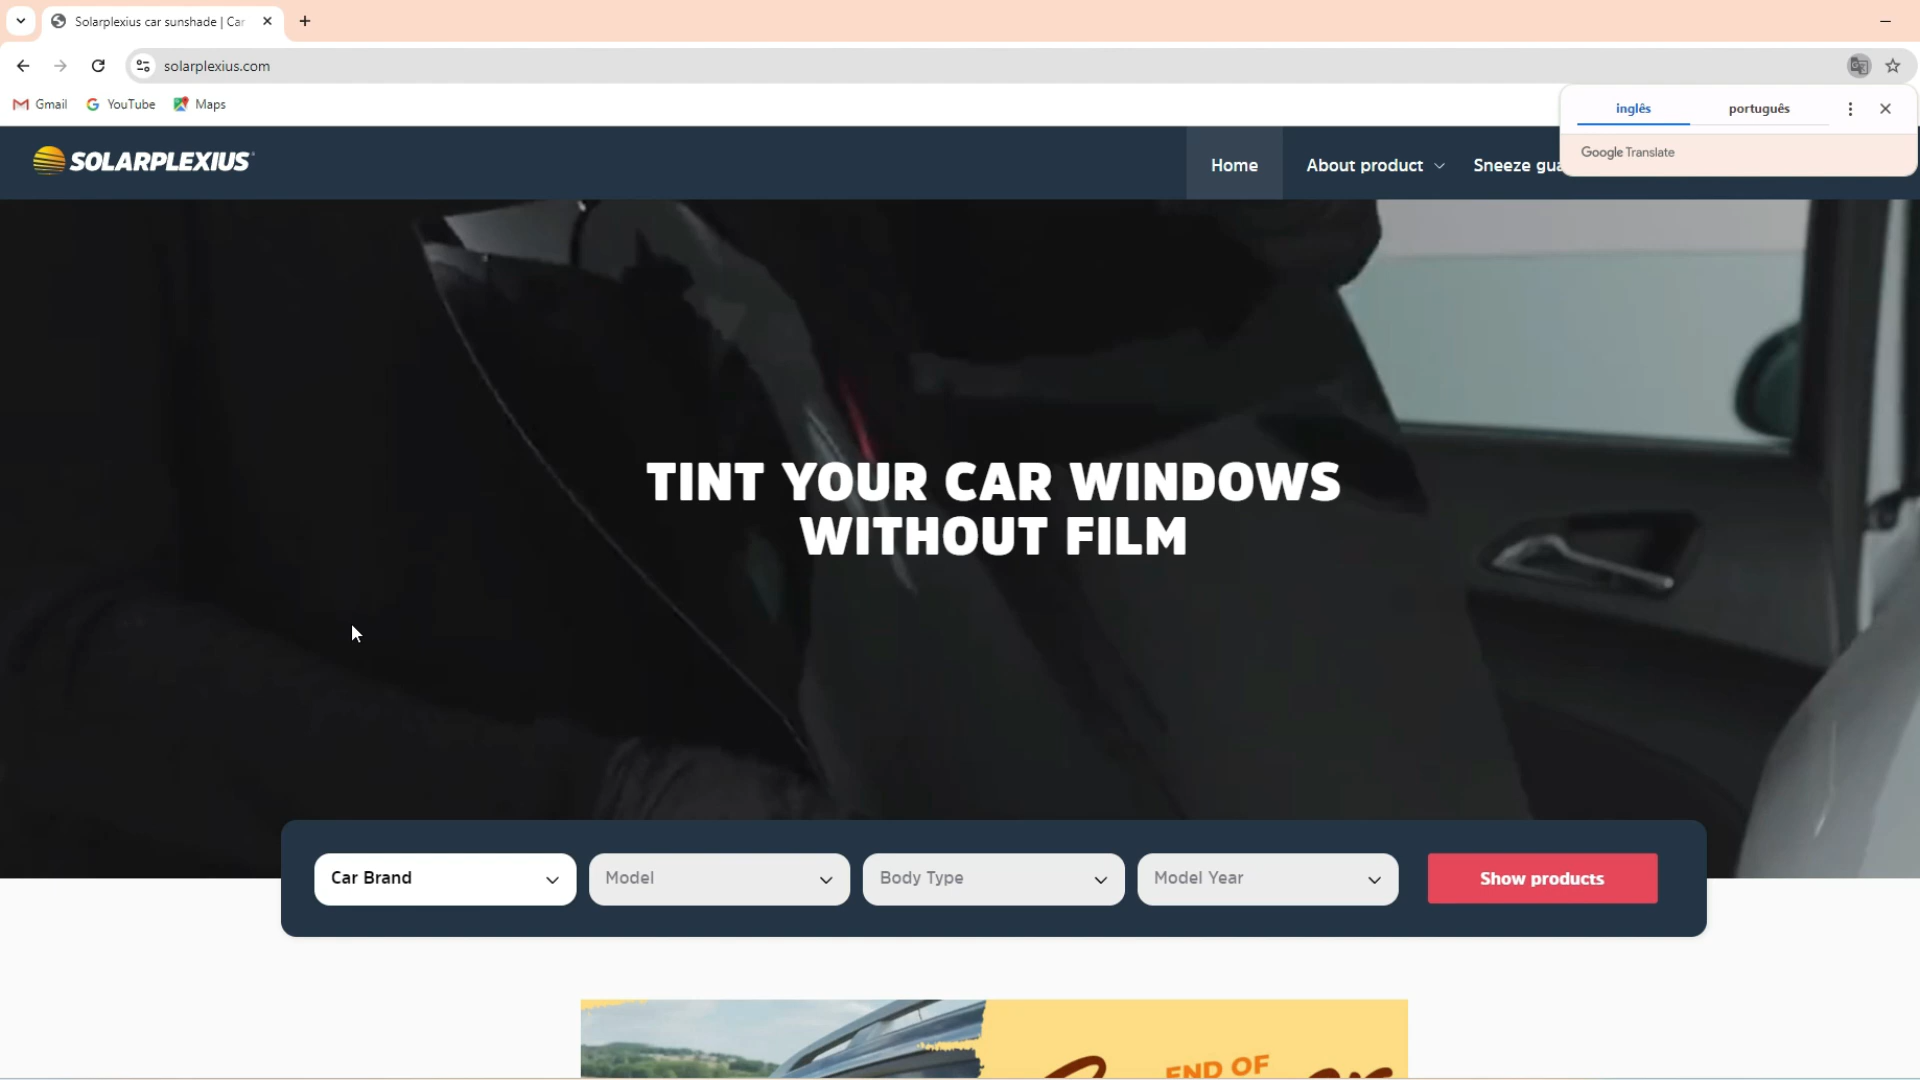 Solarplexius car sunshade | Car
solarplexius.com
Gmail YouTube Maps
inglês português
Google Translate
SOLARPLEXIUS
Home About product Sneeze gua
TINT YOUR CAR WINDOWS
WITHOUT FILM
Car Brand Model Body Type Model Year Show products
END OF